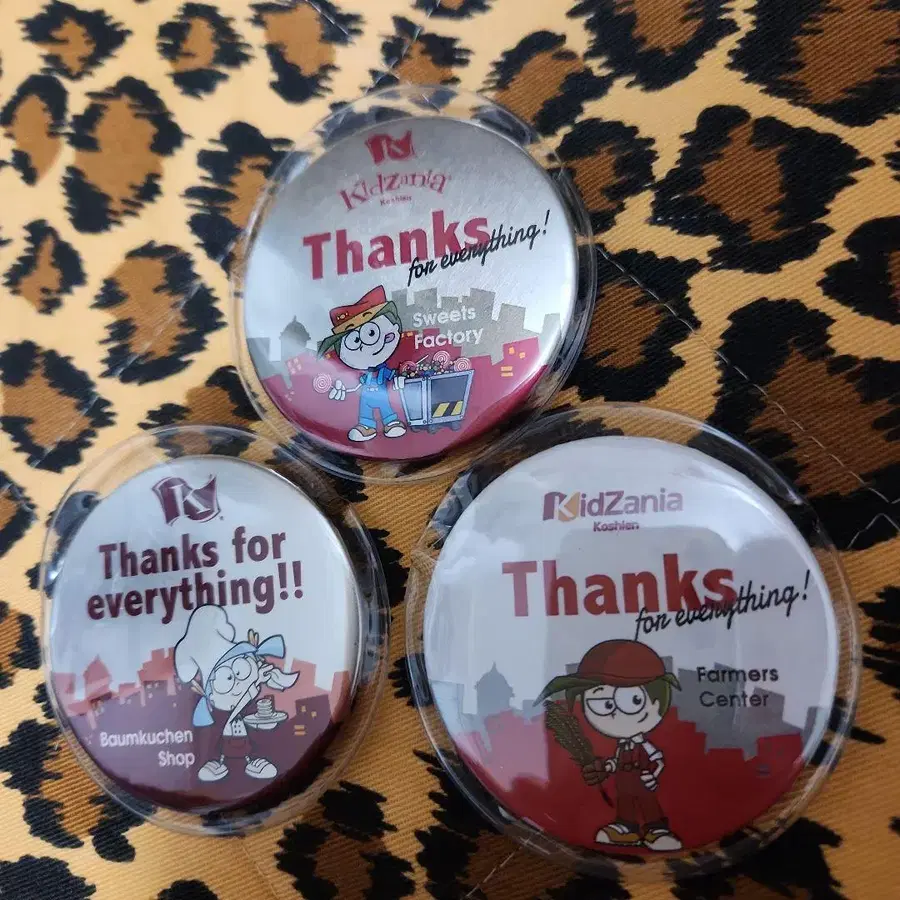 KidZania
Koshien
Thanks
for everything!
Sweets
Factory
K
Thanks for
everything!!
Baumkuchen
Shop
KidZania
Koshien
Thanks
for everything!
Farmers
Center